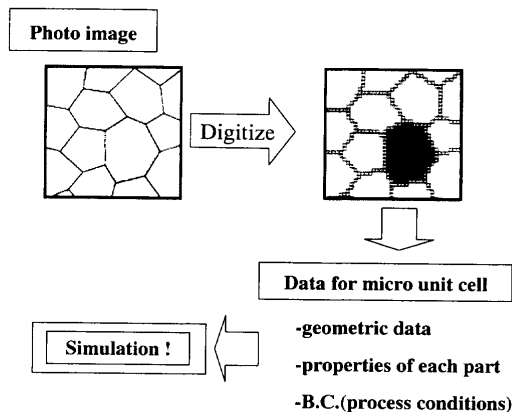 Photo image
Digitize
Data for micro unit cell
-geometric data
-properties of each part
-B.C.(process conditions)
Simulation !